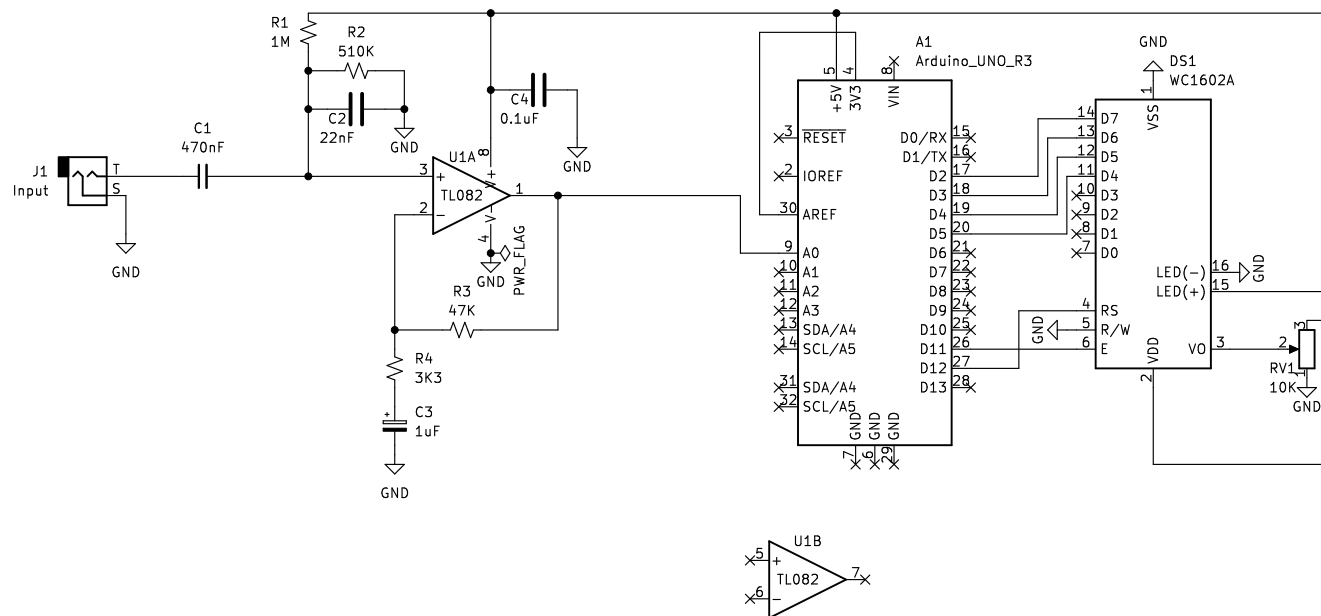 R1
1M
R2
510K
C2
22nF
GND
C1
470nF
J1
Input
T
S
GND
C4
0.1uF
GND
U1A
TL082
3
+
2
-
8
V+
V-
4
1
GND
PWR_FLAG
R3
47K
R4
3K3
C3
+
1uF
GND
A1
Arduino_UNO_R3
5
4
8
+5V
3V3
VIN
3 RESET
2 IOREF
30 AREF
9 A0
10 A1
11 A2
12 A3
13 SDA/A4
14 SCL/A5
31 SDA/A4
32 SCL/A5
D0/RX 15
D1/TX 16
D2 17
D3 18
D4 19
D5 20
D6 21
D7 22
D8 23
D9 24
D10 25
D11 26
D12 27
D13 28
GND GND GND
7 6 29
GND
DS1
WC1602A
1
VSS
14 D7
13 D6
12 D5
11 D4
10 D3
9 D2
8 D1
7 D0
4 RS
GND 5 R/W
6 E
VDD
2
LED(-) 16 GND
LED(+) 15
VO 3
2
3
1
RV1
10K
GND
U1B
TL082
5
+
6
-
7